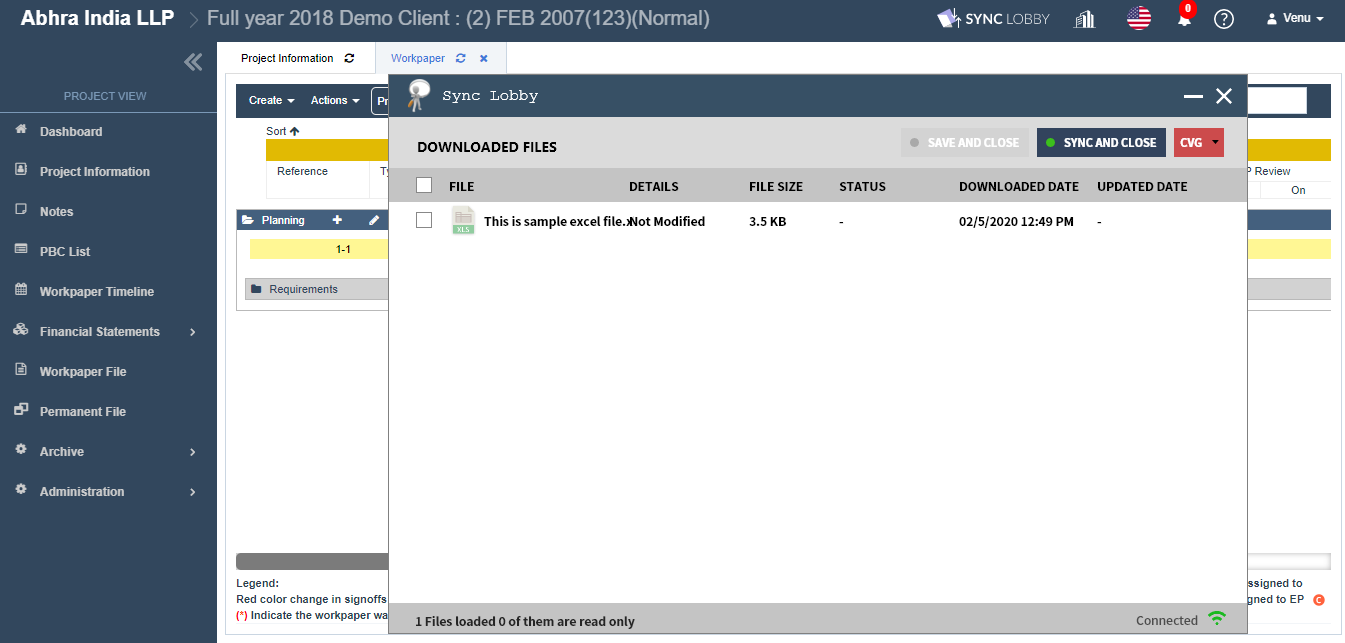 Abhra India LLP
Full year 2018 Demo Client : (2) FEB 2007(123)(Normal)
SYNC LOBBY
0
?
Venu
PROJECT VIEW
Dashboard
Project Information
Notes
PBC List
Workpaper Timeline
Financial Statements
Workpaper File
Permanent File
Archive
Administration
Project Information
Workpaper
Create
Actions
Pr
Sort
Reference
Ty
P Review
On
Planning
1-1
Requirements
Sync Lobby
DOWNLOADED FILES
SAVE AND CLOSE
SYNC AND CLOSE
CVG
FILE DETAILS FILE SIZE STATUS DOWNLOADED DATE UPDATED DATE
XLS
This is sample excel file.x Not Modified 3.5 KB - 02/5/2020 12:49 PM -
1 Files loaded 0 of them are read only
Connected
Legend:
Red color change in signoffs
(*) Indicate the workpaper wa
ssigned to
gned to EP C